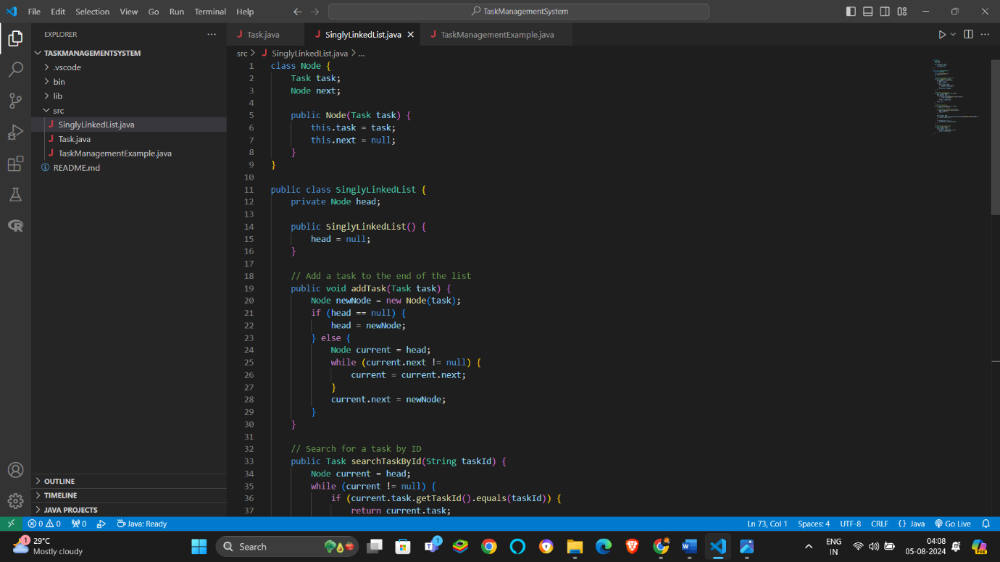 File Edit Selection View Go Run Terminal Help
TaskManagementSystem
EXPLORER
TASKMANAGEMENTSYSTEM
.vscode
bin
lib
src
SinglyLinkedList.java
Task.java
TaskManagementExample.java
README.md
OUTLINE
TIMELINE
JAVA PROJECTS
Task.java SinglyLinkedList.java TaskManagementExample.java
src > SinglyLinkedList.java > ...
1 class Node {
2 Task task;
3 Node next;
4
5 public Node(Task task) {
6 this.task = task;
7 this.next = null;
8 }
9 }
10
11 public class SinglyLinkedList {
12 private Node head;
13
14 public SinglyLinkedList() {
15 head = null;
16 }
17
18 // Add a task to the end of the list
19 public void addTask(Task task) {
20 Node newNode = new Node(task);
21 if (head == null) {
22 head = newNode;
23 } else {
24 Node current = head;
25 while (current.next != null) {
26 current = current.next;
27 }
28 current.next = newNode;
29 }
30 }
31
32 // Search for a task by ID
33 public Task searchTaskById(String taskId) {
34 Node current = head;
35 while (current != null) {
36 if (current.task.getTaskId().equals(taskId)) {
37 return current.task;
0 0 0 Java: Ready
Ln 73, Col 1 Spaces: 4 UTF-8 CRLF {} Java Go Live
1
29°C
Mostly cloudy
Search
1
ENG
IN
04:08
05-08-2024
PRE